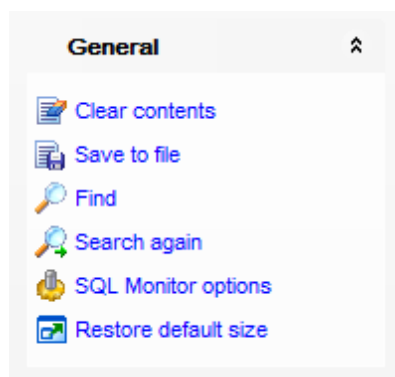 General
Clear contents
Save to file
Find
Search again
SQL Monitor options
Restore default size